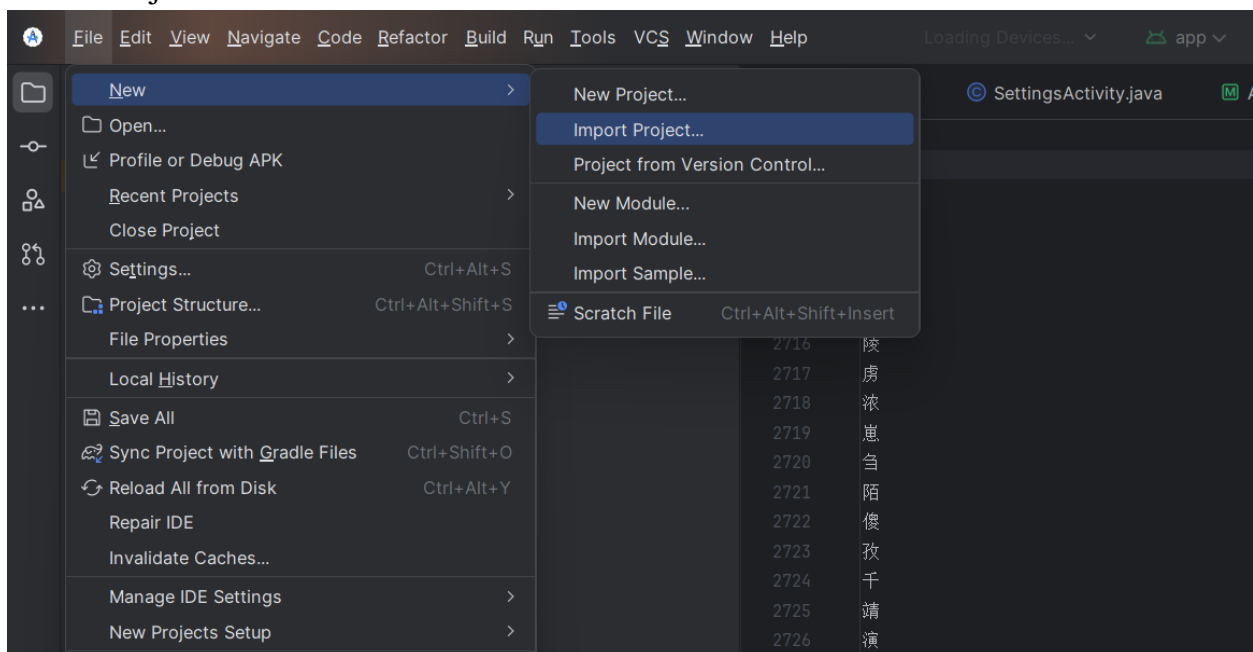 File Edit View Navigate Code Refactor Build Run Tools VCS Window Help Loading Devices... app
New
Open...
Profile or Debug APK
Recent Projects
Close Project
Settings... Ctrl+Alt+S
Project Structure... Ctrl+Alt+Shift+S
File Properties
Local History
Save All Ctrl+S
Sync Project with Gradle Files Ctrl+Shift+O
Reload All from Disk Ctrl+Alt+Y
Repair IDE
Invalidate Caches...
Manage IDE Settings
New Projects Setup
New Project...
Import Project...
Project from Version Control...
New Module...
Import Module...
Import Sample...
Scratch File Ctrl+Alt+Shift+Insert
SettingsActivity.java
2716 陵
2717 虏
2718 浓
2719 崽
2720 刍
2721 陌
2722 傻
2723 孜
2724 千
2725 靖
2726 演